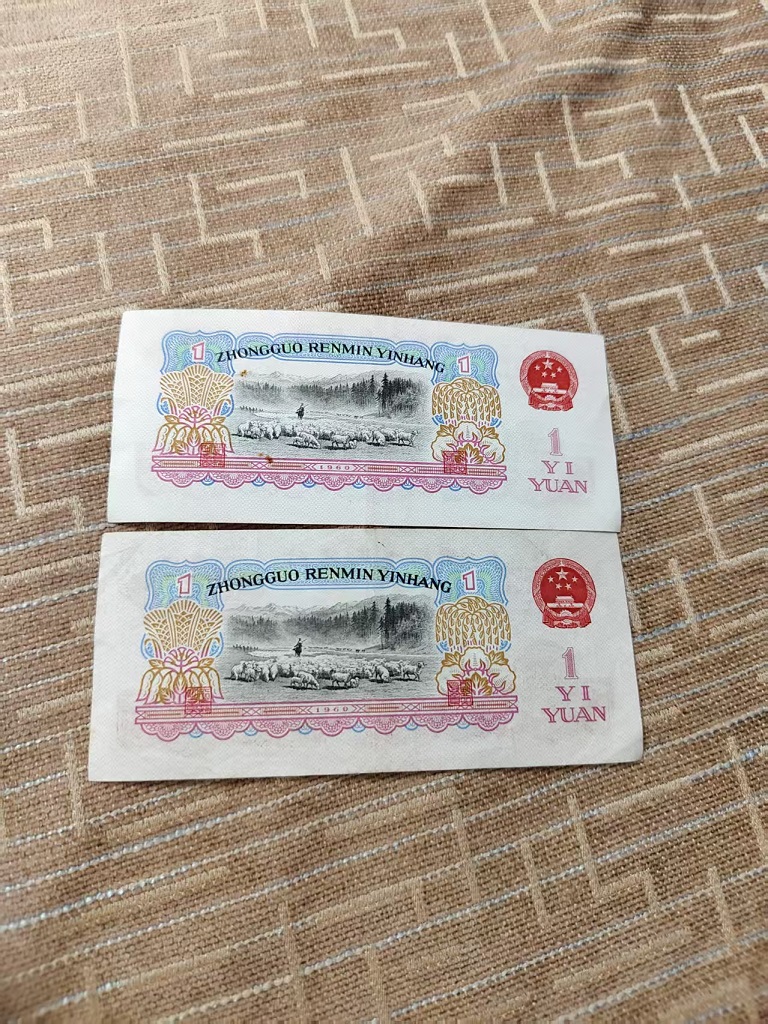 1 ZHONGGUO RENMIN YINHANG 1
1
YI
YUAN
1960
1 ZHONGGUO RENMIN YINHANG 1
1
YI
YUAN
1960